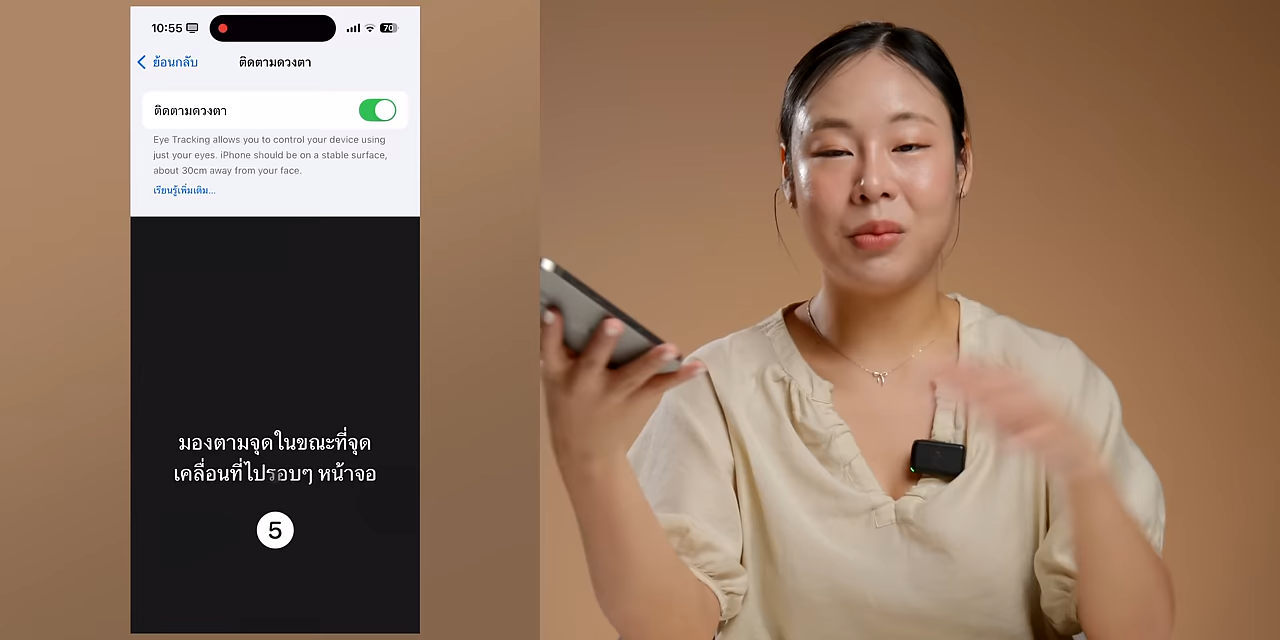 10:55
70
ย้อนกลับ
ติดตามดวงตา
ติดตามดวงตา
Eye Tracking allows you to control your device using
just your eyes. iPhone should be on a stable surface,
about 30cm away from your face.
เรียนรู้เพิ่มเติม...
มองตามจุดในขณะที่จุด
เคลื่อนที่ไปรอบๆ หน้าจอ
5